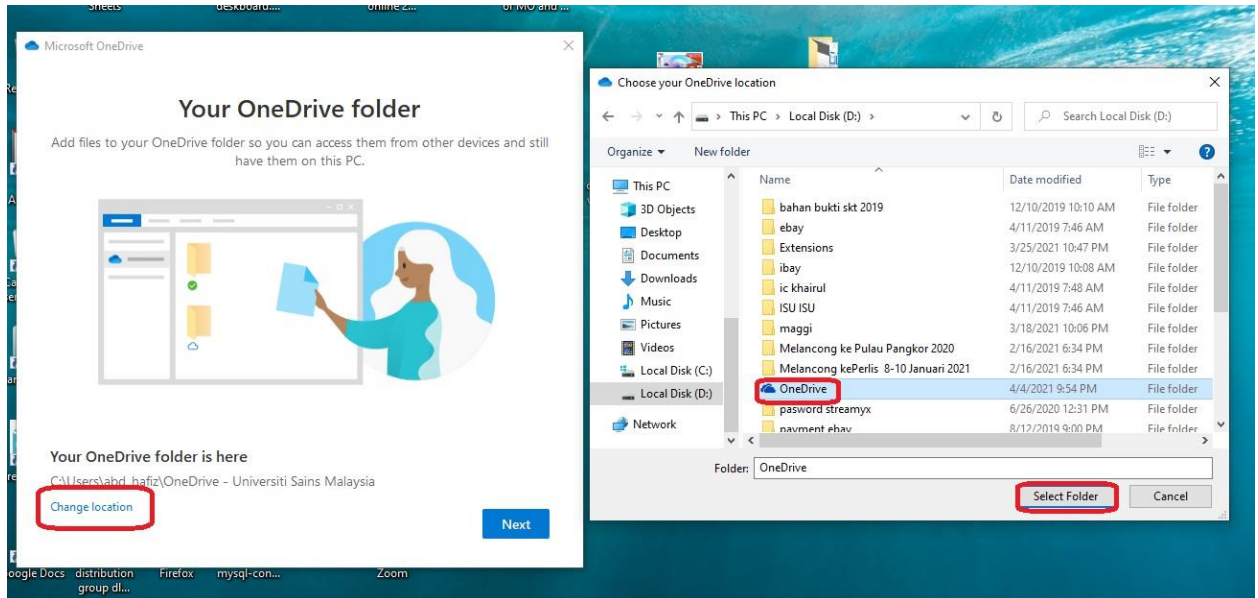 Sheets
deskboard....
online Z...
of MO and ...
Microsoft OneDrive
Your OneDrive folder
Add files to your OneDrive folder so you can access them from other devices and still
have them on this PC.
Your OneDrive folder is here
C:\Users\abd_hafiz\OneDrive - Universiti Sains Malaysia
Change location
Next
Choose your OneDrive location
This PC > Local Disk (D:) >
Search Local Disk (D:)
Organize
New folder
This PC
3D Objects
Desktop
Documents
Downloads
Music
Pictures
Videos
Local Disk (C:)
Local Disk (D:)
Network
Name Date modified Type
bahan bukti skt 2019 12/10/2019 10:10 AM File folder
ebay 4/11/2019 7:46 AM File folder
Extensions 3/25/2021 10:47 PM File folder
ibay 12/10/2019 10:08 AM File folder
ic khairul 4/11/2019 7:48 AM File folder
ISU ISU 4/11/2019 7:46 AM File folder
maggi 3/18/2021 10:06 PM File folder
Melancong ke Pulau Pangkor 2020 2/16/2021 6:34 PM File folder
Melancong kePerlis 8-10 Januari 2021 2/16/2021 6:34 PM File folder
OneDrive 4/4/2021 9:54 PM File folder
pasword streamyx 6/26/2020 12:31 PM File folder
payment ebay 8/12/2019 9:00 PM File folder
Folder: OneDrive
Select Folder
Cancel
oogle Docs
distribution
group dl...
Firefox
mysql-con...
Zoom